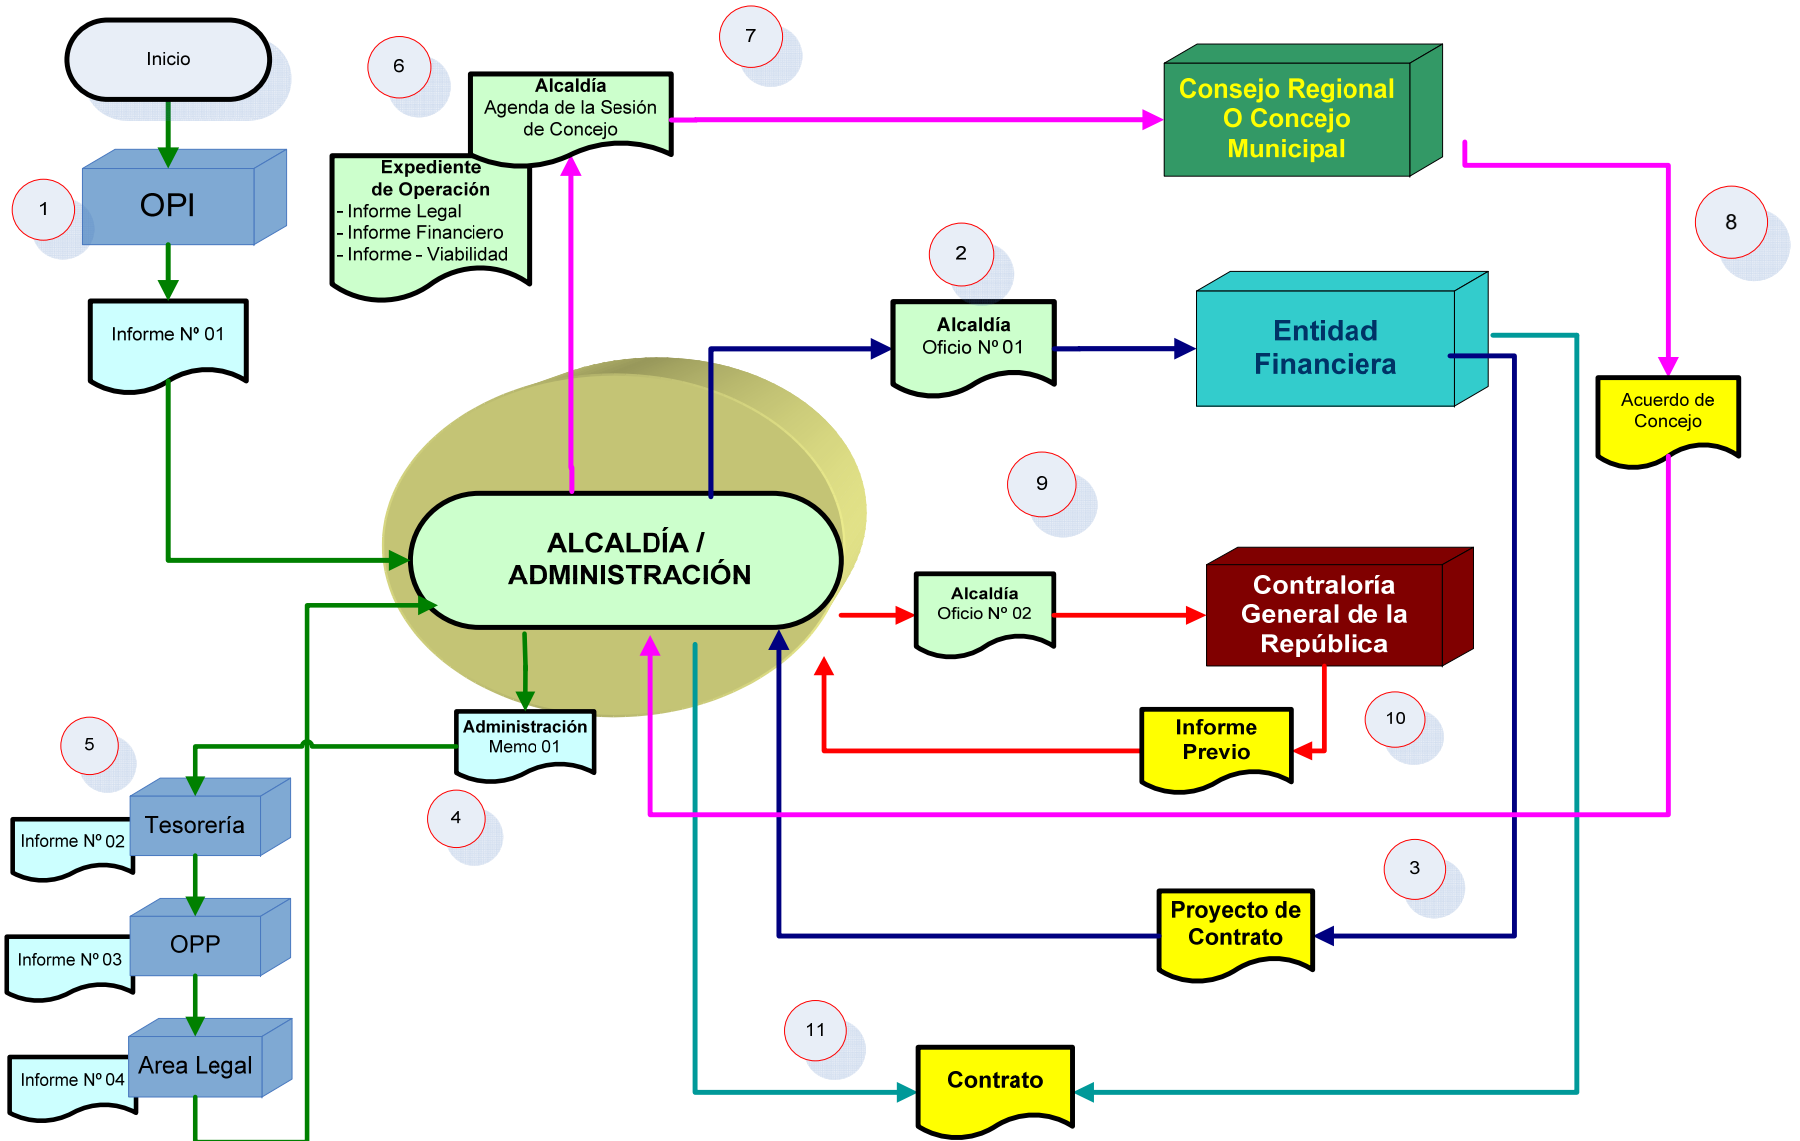 Inicio
1
OPI
Informe Nº 01
6
Alcaldía
Agenda de la Sesión
de Concejo
Expediente
de Operación
- Informe Legal
- Informe Financiero
- Informe - Viabilidad
7
Consejo Regional
O Concejo
Municipal
8
2
Alcaldía
Oficio Nº 01
Entidad
Financiera
Acuerdo de
Concejo
9
ALCALDÍA /
ADMINISTRACIÓN
Alcaldía
Oficio Nº 02
Contraloría
General de la
República
Informe
Previo
10
5
Administración
Memo 01
4
Tesorería
Informe Nº 02
OPP
Informe Nº 03
Area Legal
Informe Nº 04
3
Proyecto de
Contrato
11
Contrato